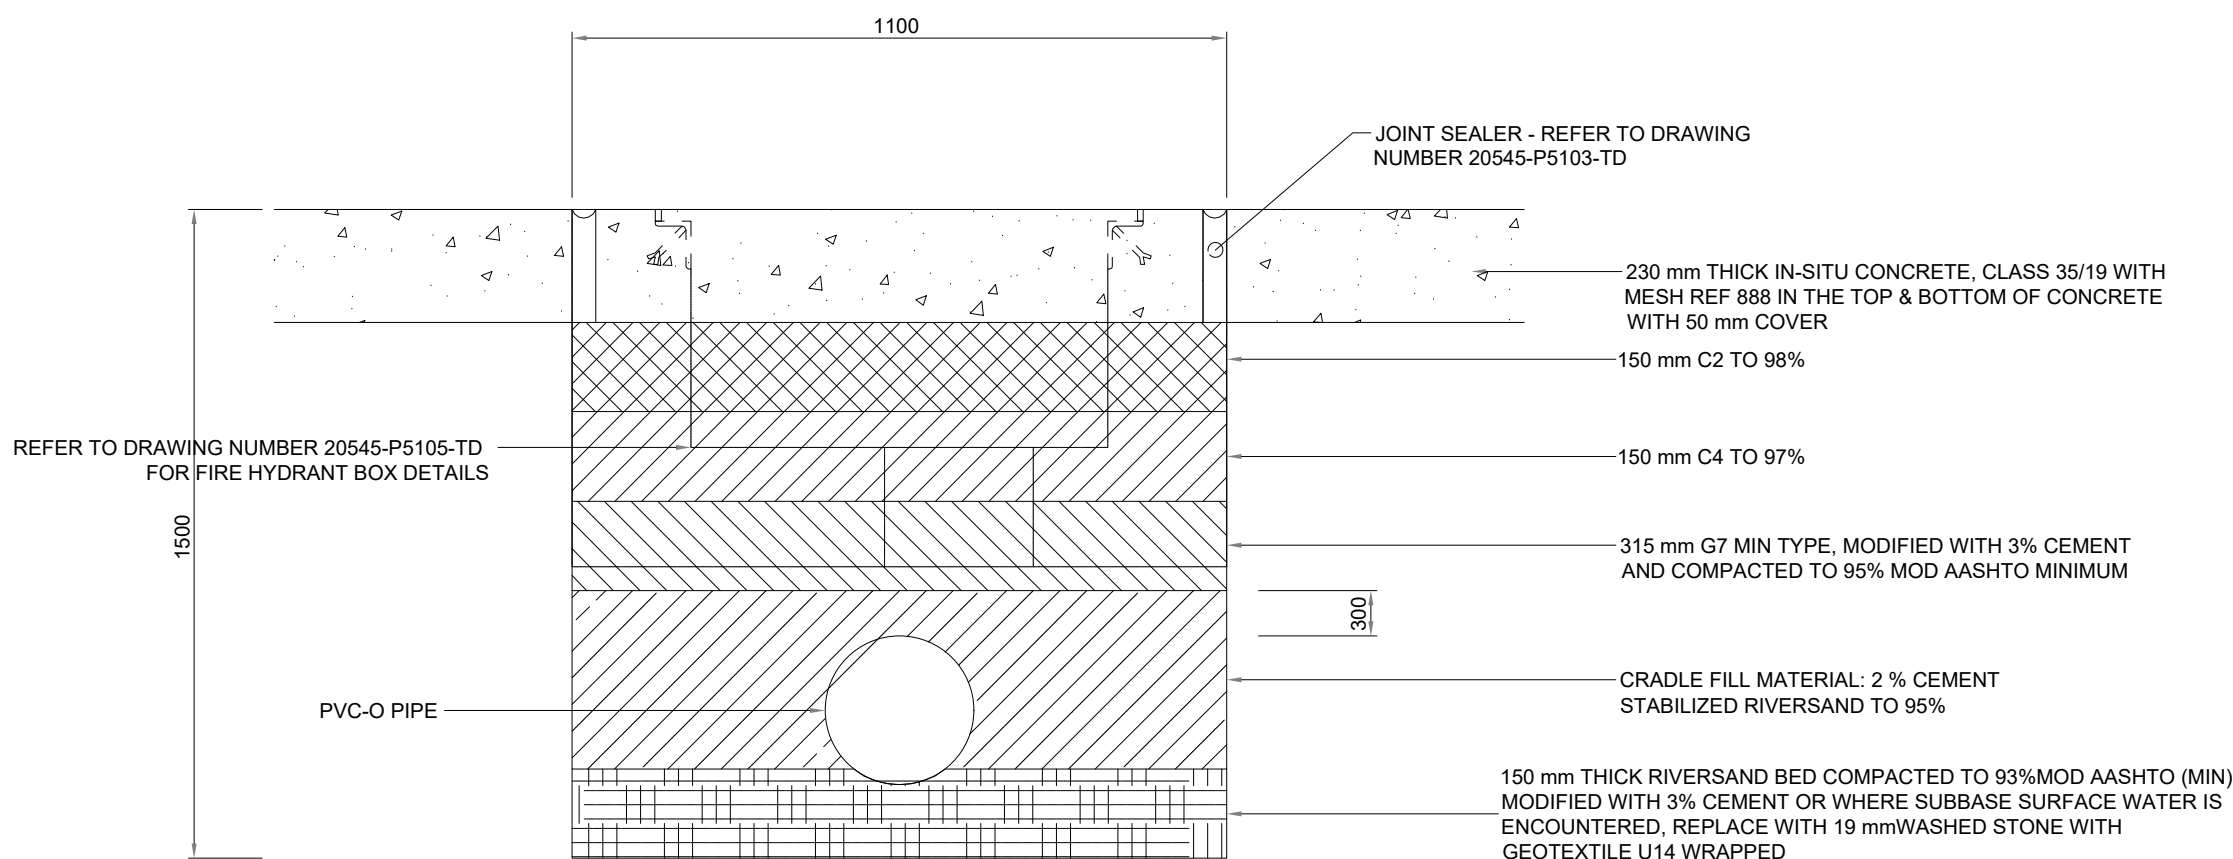 1100
JOINT SEALER - REFER TO DRAWING
NUMBER 20545-P5103-TD
230 mm THICK IN-SITU CONCRETE, CLASS 35/19 WITH
MESH REF 888 IN THE TOP & BOTTOM OF CONCRETE
WITH 50 mm COVER
150 mm C2 TO 98%
REFER TO DRAWING NUMBER 20545-P5105-TD
FOR FIRE HYDRANT BOX DETAILS
150 mm C4 TO 97%
1500
315 mm G7 MIN TYPE, MODIFIED WITH 3% CEMENT
AND COMPACTED TO 95% MOD AASHTO MINIMUM
300
CRADLE FILL MATERIAL: 2 % CEMENT
STABILIZED RIVERSAND TO 95%
PVC-O PIPE
150 mm THICK RIVERSAND BED COMPACTED TO 93%MOD AASHTO (MIN)
MODIFIED WITH 3% CEMENT OR WHERE SUBBASE SURFACE WATER IS
ENCOUNTERED, REPLACE WITH 19 mmWASHED STONE WITH
GEOTEXTILE U14 WRAPPED